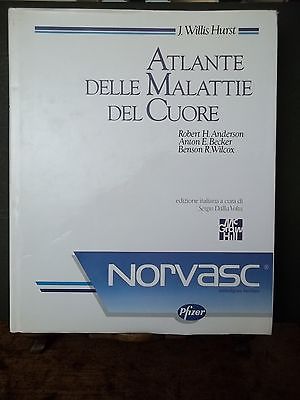 J. Willis Hurst
ATLANTE
DELLE MALATTIE
DEL CUORE
Robert H. Anderson
Anton E. Becker
Benson R. Wilcox
edizione italiana a cura di
Sergio Dalla Volta
Mc
Graw
Hill
NORVASC®
Pfizer